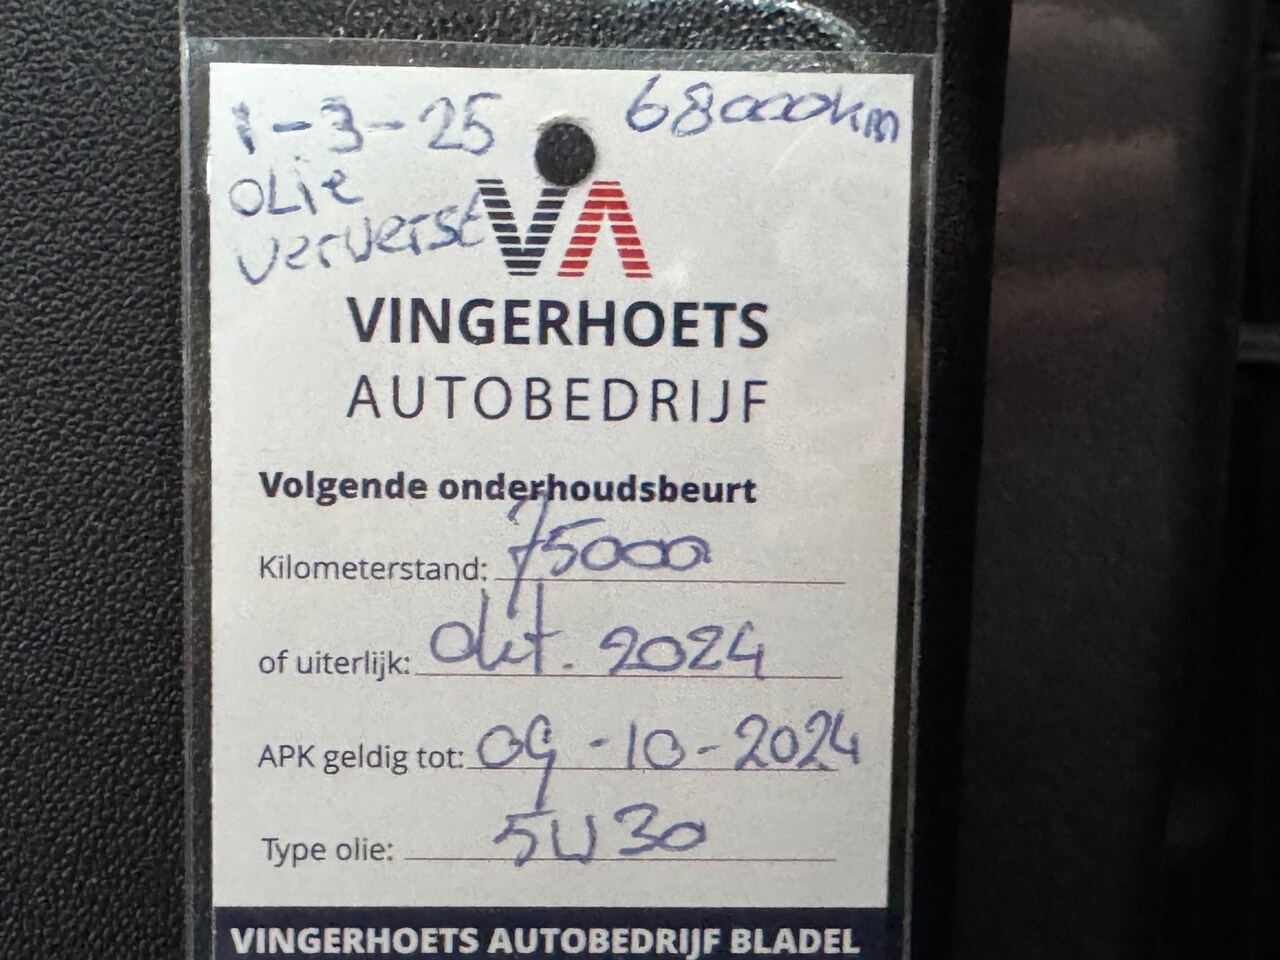 1-3-25 68000km
OLie
ververst
VA
VINGERHOETS
AUTOBEDRIJF
Volgende onderhoudsbeurt
Kilometerstand: 75000
of uiterlijk: okt. 2024
APK geldig tot: 09-10-2024
Type olie: 5W30
VINGERHOETS AUTOBEDRIJF BLADEL